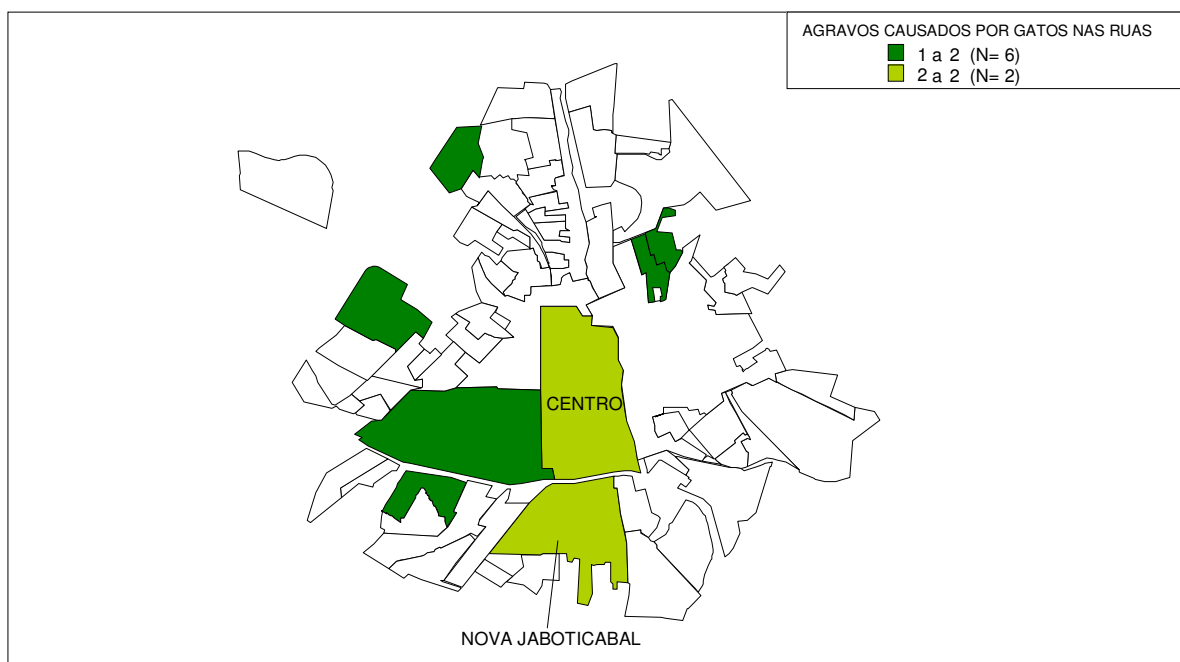 AGRAVOS CAUSADOS POR GATOS NAS RUAS
1 a 2 (N= 6)
2 a 2 (N= 2)
CENTRO
NOVA JABOTICABAL